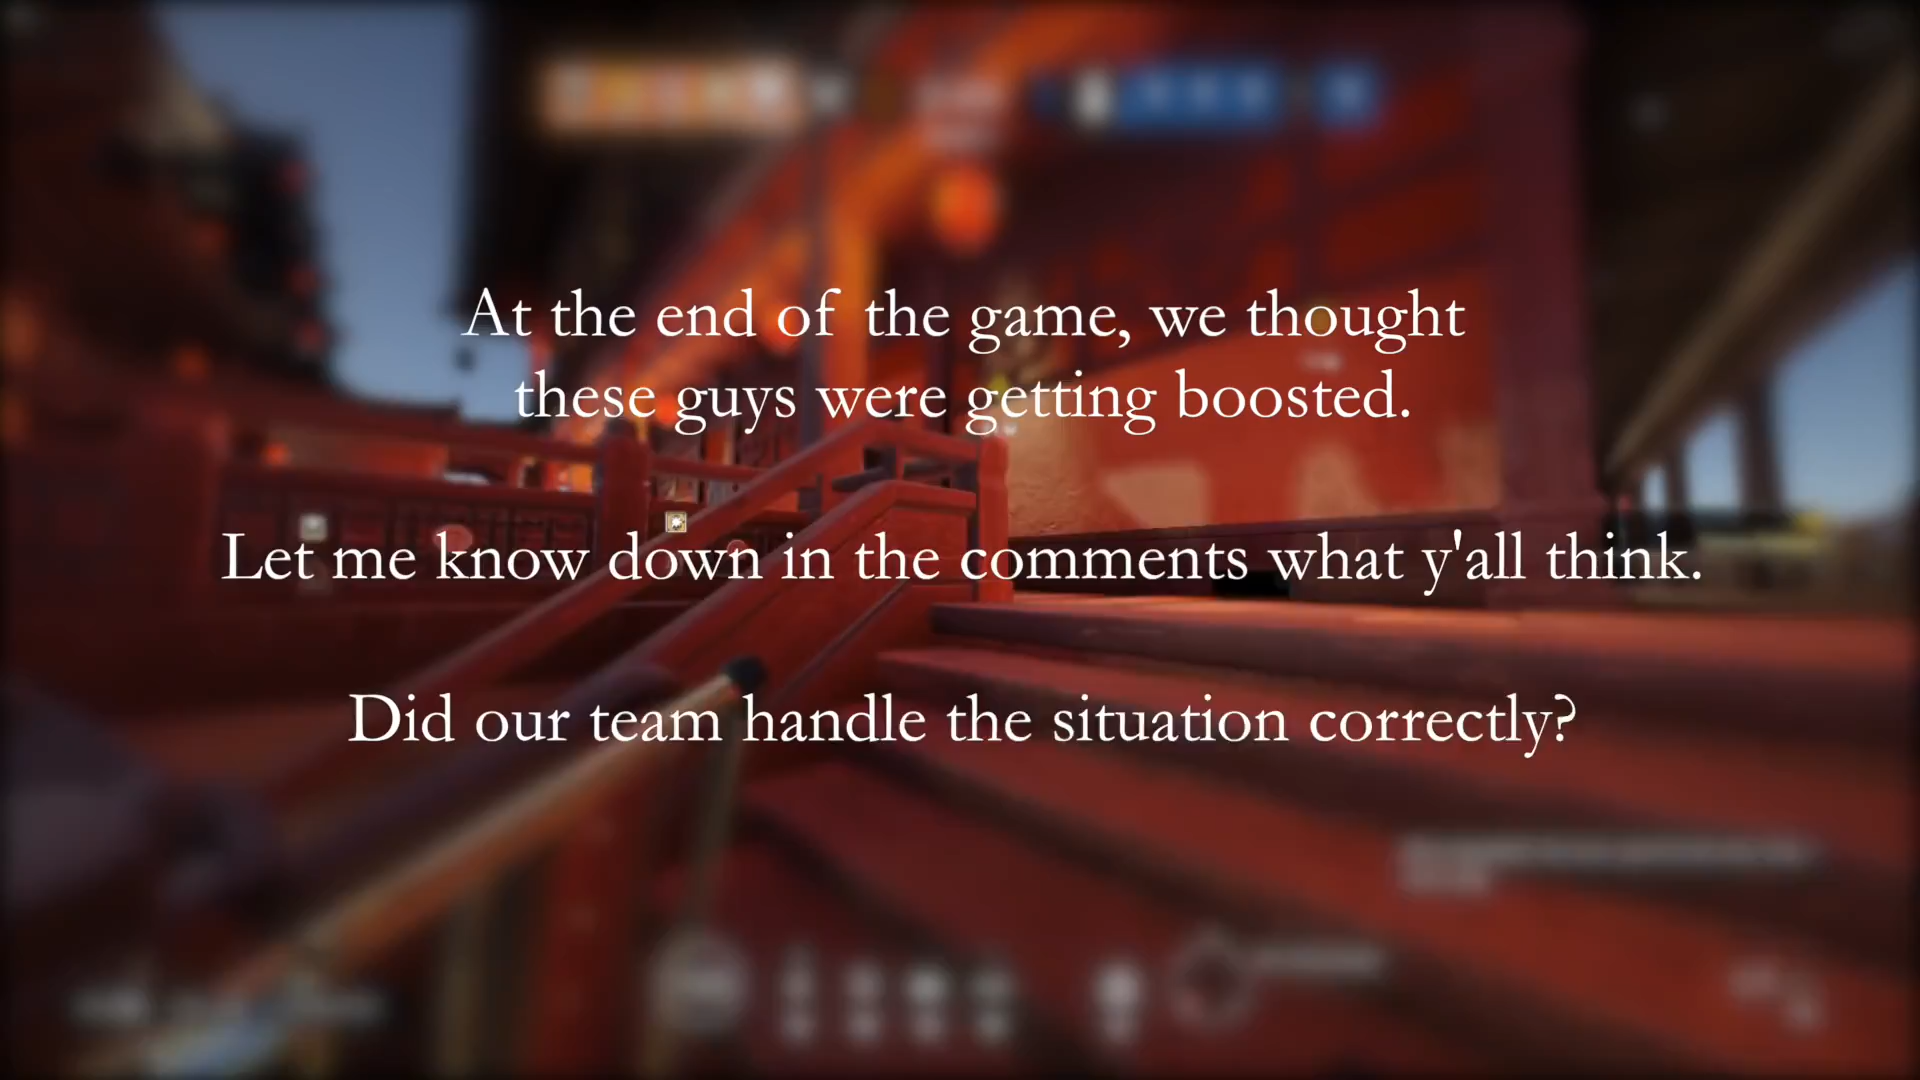 At the end of the game, we thought
these guys were getting boosted.
Let me know down in the comments what y'all think.
Did our team handle the situation correctly?